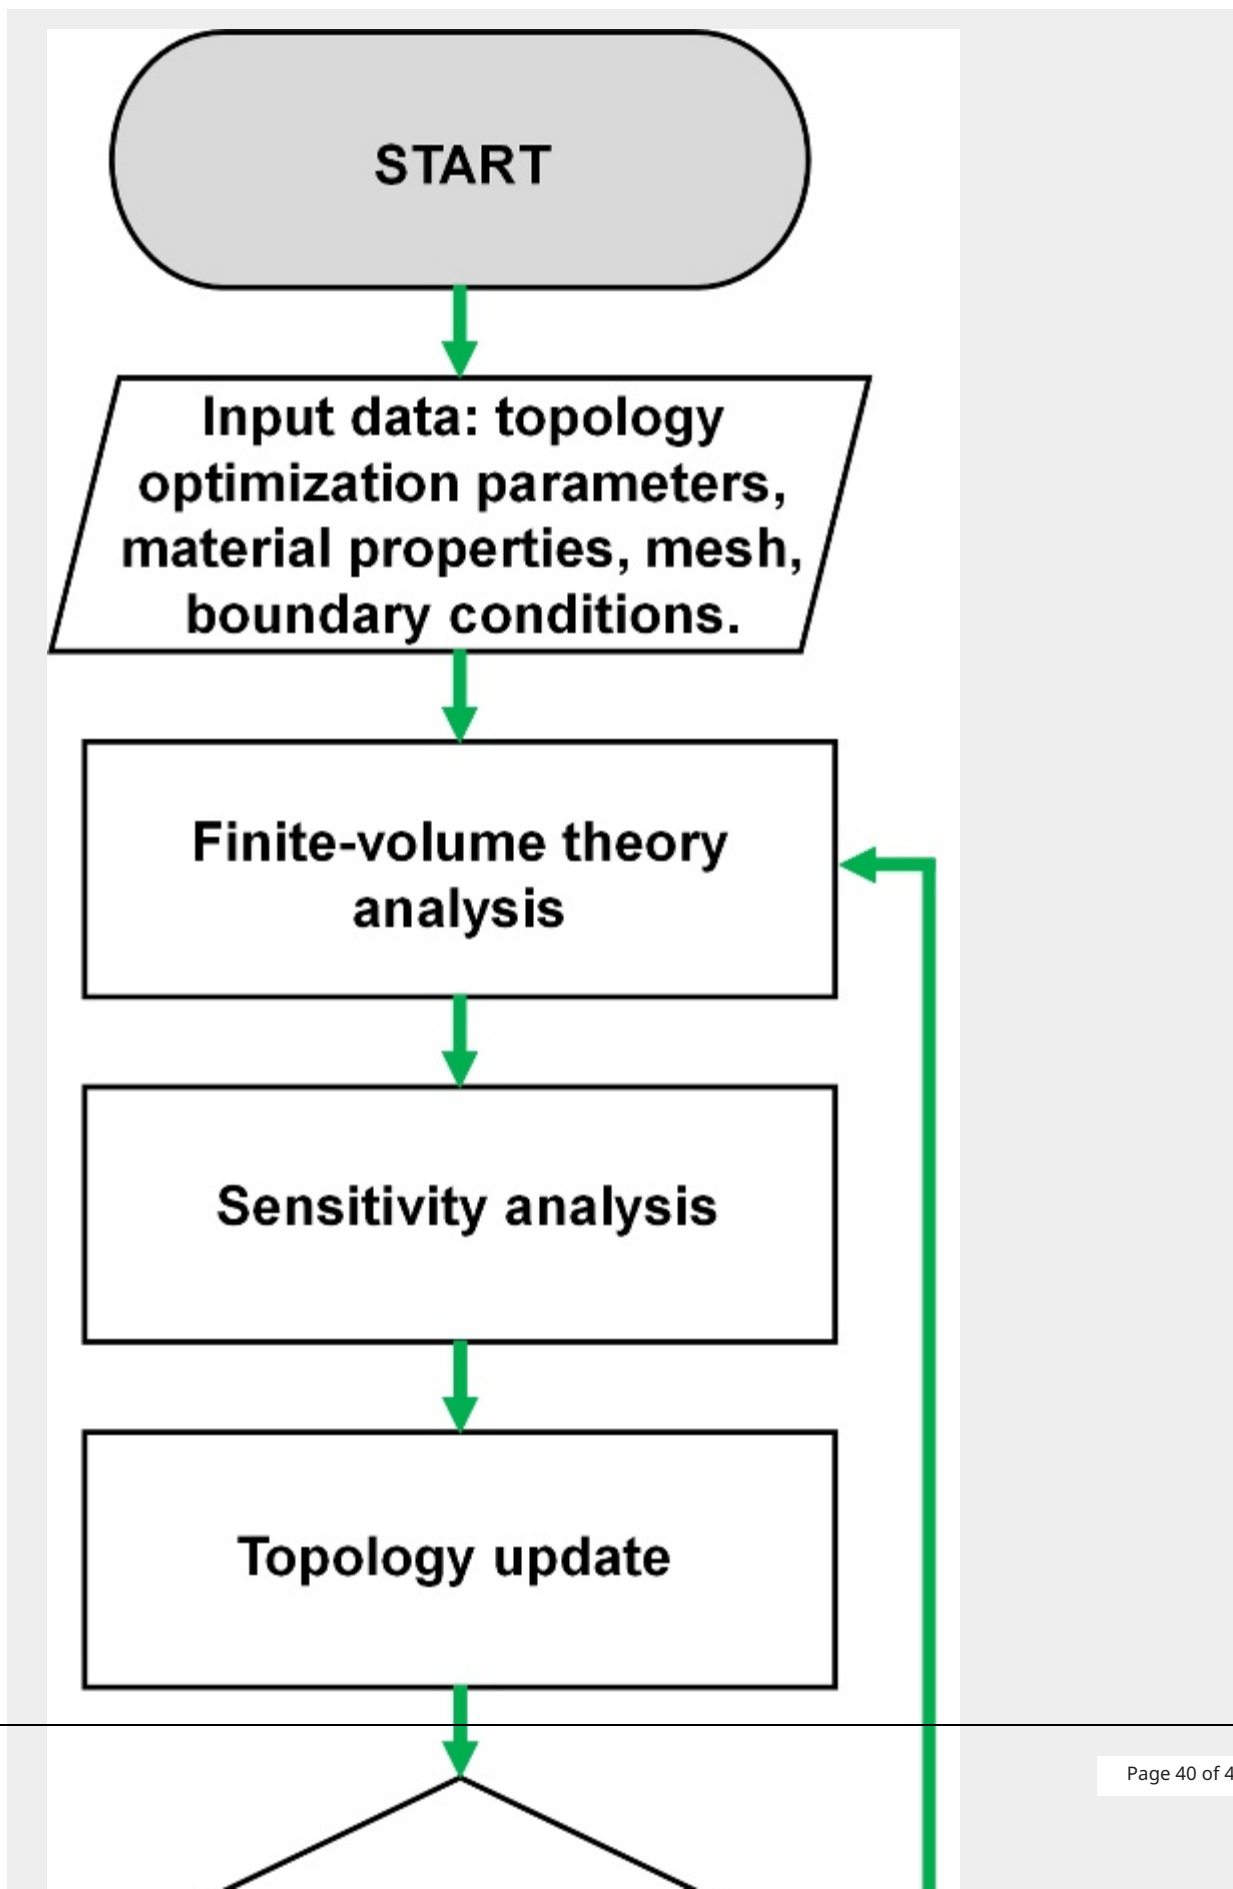 START
Input data: topology
optimization parameters,
material properties, mesh,
boundary conditions.
Finite-volume theory
analysis
Sensitivity analysis
Topology update
Page 40 of 4